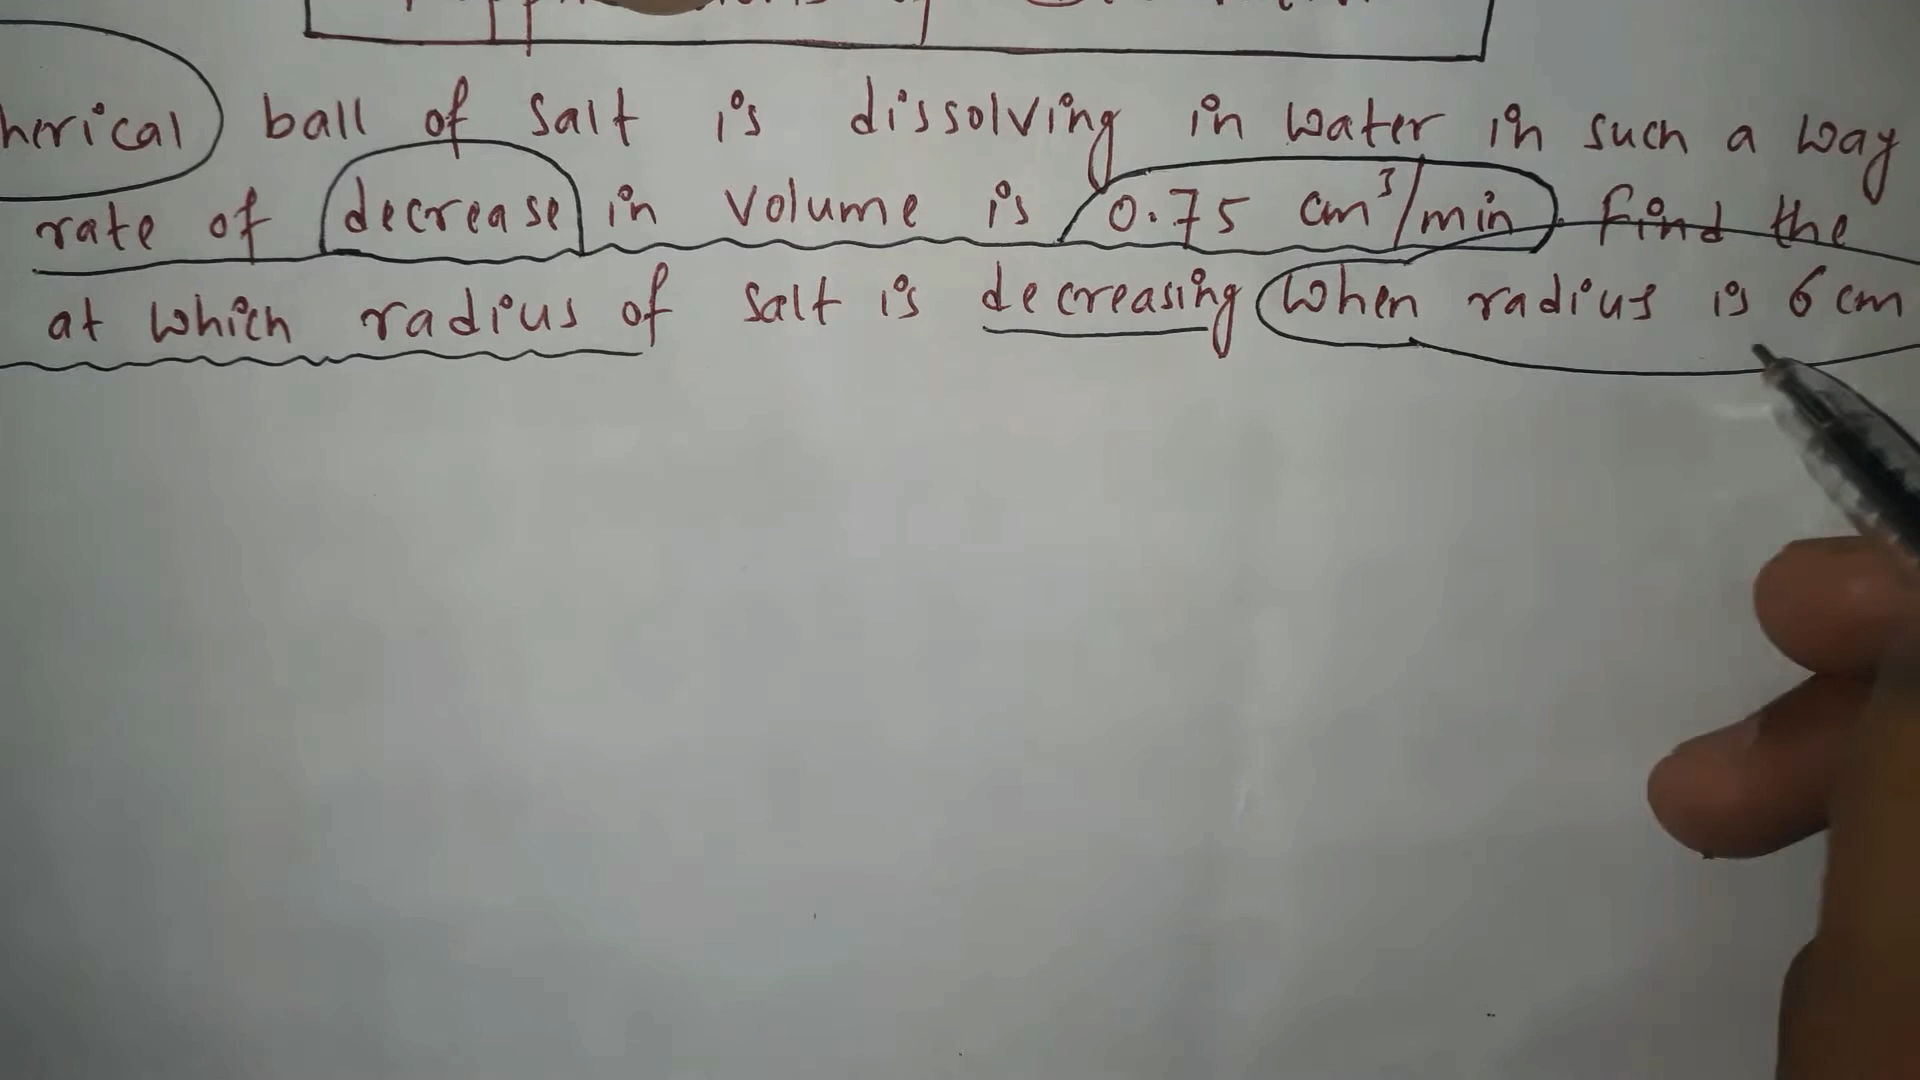 herical ball of salt is dissolving in water in such a way
rate of decrease in volume is 0.75 cm³/min. find the
at which radius of salt is decreasing when radius is 6 cm